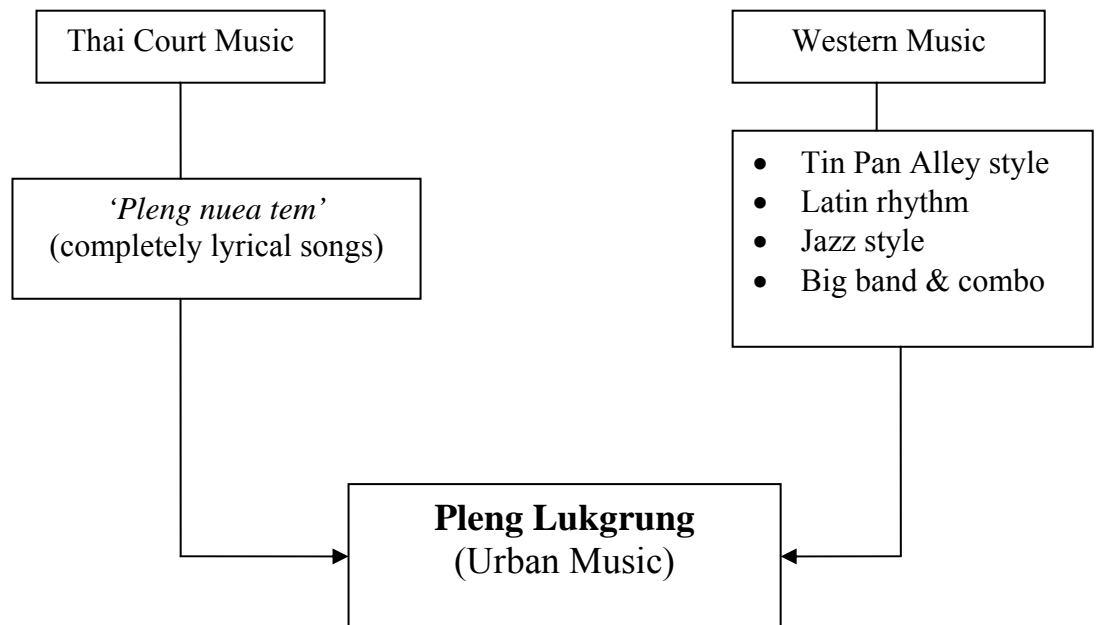 Thai Court Music
Western Music
‘Pleng nuea tem’
(completely lyrical songs)
• Tin Pan Alley style
• Latin rhythm
• Jazz style
• Big band & combo
Pleng Lukgrung
(Urban Music)